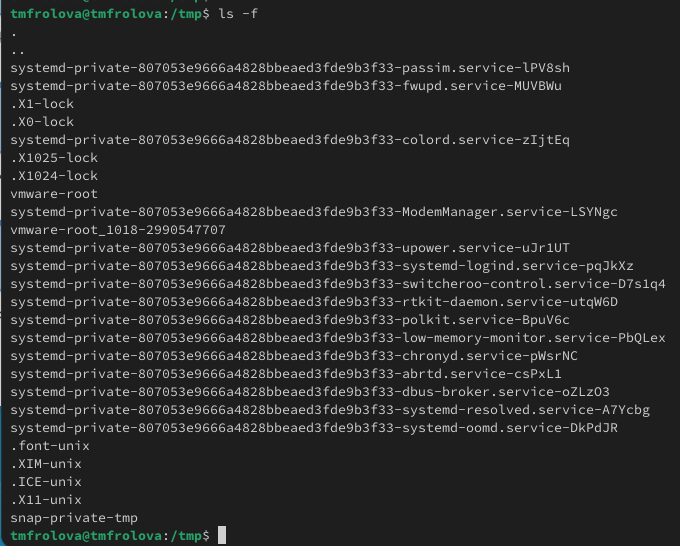 tmfrolova@tmfrolova:/tmp$ ls -f
.
..
systemd-private-807053e9666a4828bbeaed3fde9b3f33-passim.service-lPV8sh
systemd-private-807053e9666a4828bbeaed3fde9b3f33-fwupd.service-MUVBWu
.X1-lock
.X0-lock
systemd-private-807053e9666a4828bbeaed3fde9b3f33-colord.service-zIjtEq
.X1025-lock
.X1024-lock
vmware-root
systemd-private-807053e9666a4828bbeaed3fde9b3f33-ModemManager.service-LSYNgc
vmware-root_1018-2990547707
systemd-private-807053e9666a4828bbeaed3fde9b3f33-upower.service-uJr1UT
systemd-private-807053e9666a4828bbeaed3fde9b3f33-systemd-logind.service-pqJkXz
systemd-private-807053e9666a4828bbeaed3fde9b3f33-switcheroo-control.service-D7s1q4
systemd-private-807053e9666a4828bbeaed3fde9b3f33-rtkit-daemon.service-utqW6D
systemd-private-807053e9666a4828bbeaed3fde9b3f33-polkit.service-BpuV6c
systemd-private-807053e9666a4828bbeaed3fde9b3f33-low-memory-monitor.service-PbQLex
systemd-private-807053e9666a4828bbeaed3fde9b3f33-chronyd.service-pWsrNC
systemd-private-807053e9666a4828bbeaed3fde9b3f33-abrtd.service-csPxL1
systemd-private-807053e9666a4828bbeaed3fde9b3f33-dbus-broker.service-oZLzO3
systemd-private-807053e9666a4828bbeaed3fde9b3f33-systemd-resolved.service-A7Ycbg
systemd-private-807053e9666a4828bbeaed3fde9b3f33-systemd-oomd.service-DkPdJR
.font-unix
.XIM-unix
.ICE-unix
.X11-unix
snap-private-tmp
tmfrolova@tmfrolova:/tmp$